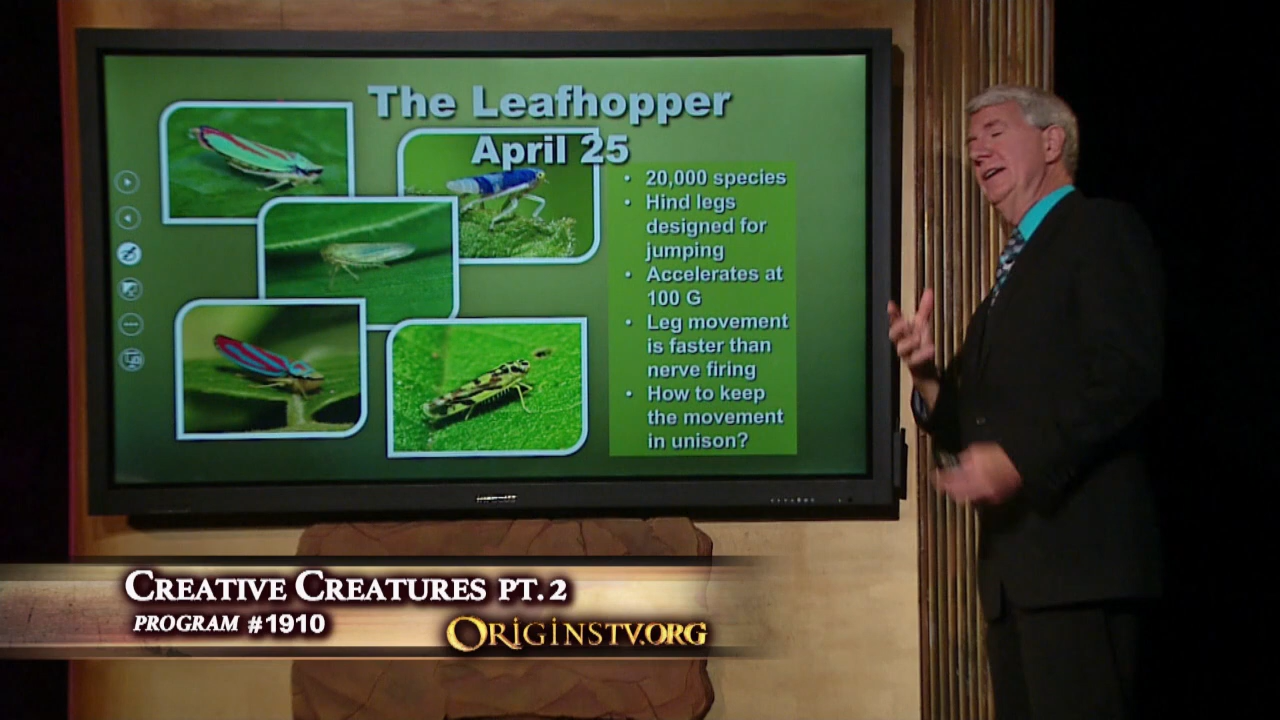 The Leafhopper
April 25
• 20,000 species
• Hind legs
designed for
jumping
• Accelerates at
100 G
• Leg movement
is faster than
nerve firing
• How to keep
the movement
in unison?
CREATIVE CREATURES PT. 2
PROGRAM #1910
ORIGINSTV.ORG